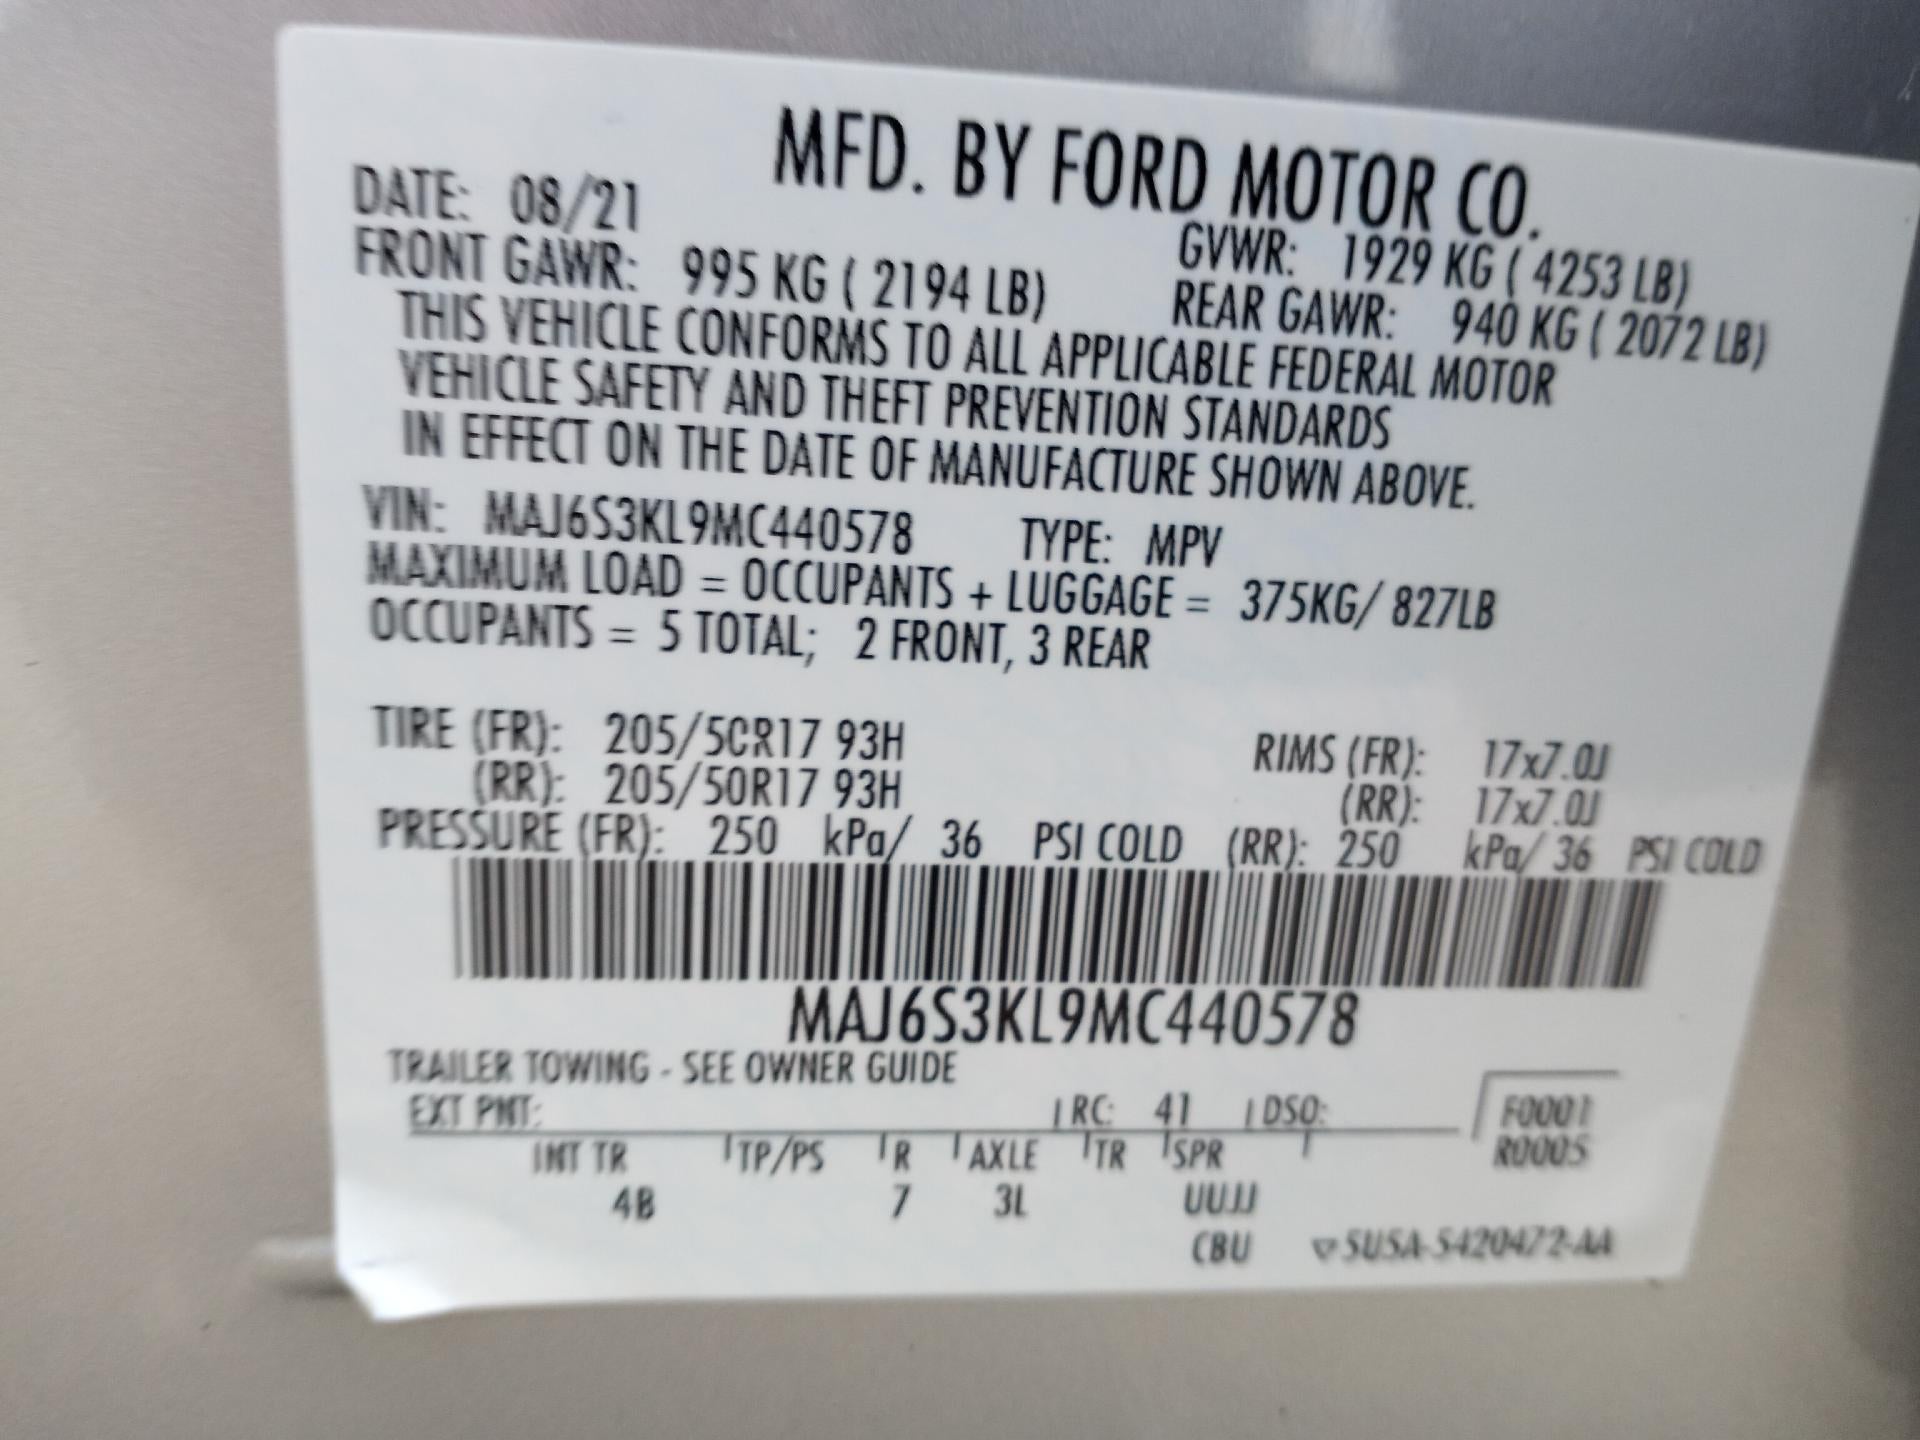 MFD. BY FORD MOTOR CO.
DATE: 08/21
GVWR: 1929 KG ( 4253 LB)
FRONT GAWR: 995 KG ( 2194 LB)
REAR GAWR: 940 KG ( 2072 LB)
THIS VEHICLE CONFORMS TO ALL APPLICABLE FEDERAL MOTOR
VEHICLE SAFETY AND THEFT PREVENTION STANDARDS
IN EFFECT ON THE DATE OF MANUFACTURE SHOWN ABOVE.
VIN: MAJ6S3KL9MC440578 TYPE: MPV
MAXIMUM LOAD = OCCUPANTS + LUGGAGE = 375KG/ 827LB
OCCUPANTS = 5 TOTAL; 2 FRONT, 3 REAR
TIRE (FR): 205/50R17 93H RIMS (FR): 17x7.0J
(RR): 205/50R17 93H (RR): 17x7.0J
PRESSURE (FR): 250 kPa/ 36 PSI COLD (RR): 250 kPa/ 36 PSI COLD
MAJ6S3KL9MC440578
TRAILER TOWING - SEE OWNER GUIDE
EXT PNT: RC: 41 DSO: F0001
R0005
INT TR TP/PS R AXLE TR SPR
4B 7 3L UUJJ
CBU 5U5A-5420472-AA